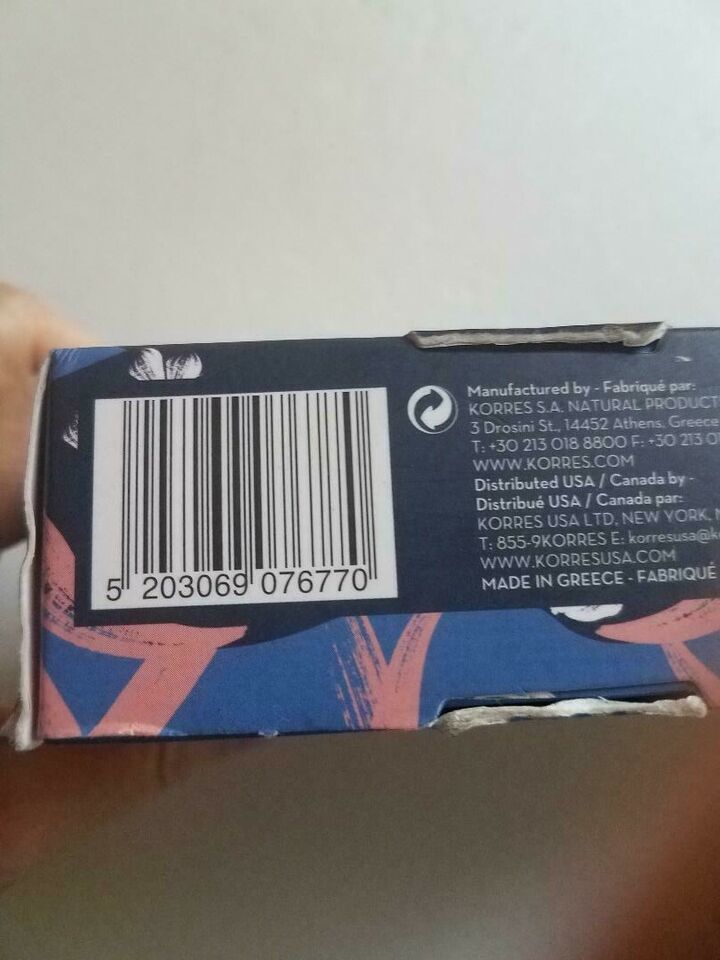 5 203069 076770
Manufactured by - Fabriqué par:
KORRES S.A. NATURAL PRODUCT
3 Drosini St., 14452 Athens, Greece
T: +30 213 018 8800 F: +30 213 0
WWW.KORRES.COM
Distributed USA / Canada by -
Distribué USA / Canada par:
KORRES USA LTD, NEW YORK,
T: 855-9KORRES E: korresusa@k
WWW.KORRESUSA.COM
MADE IN GREECE - FABRIQUÉ